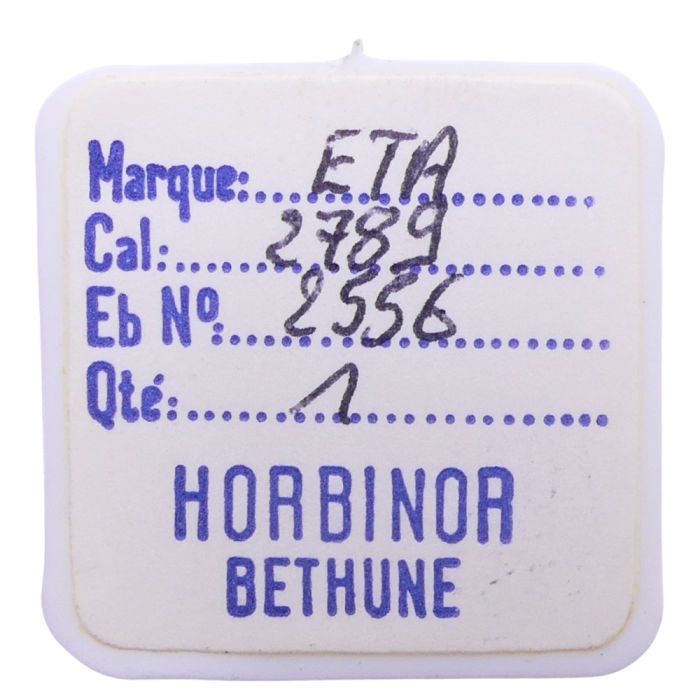 Marque: ETA
Cal: 2789
Eb Nº: 2556
Qté: 1
HORBINOR
BETHUNE